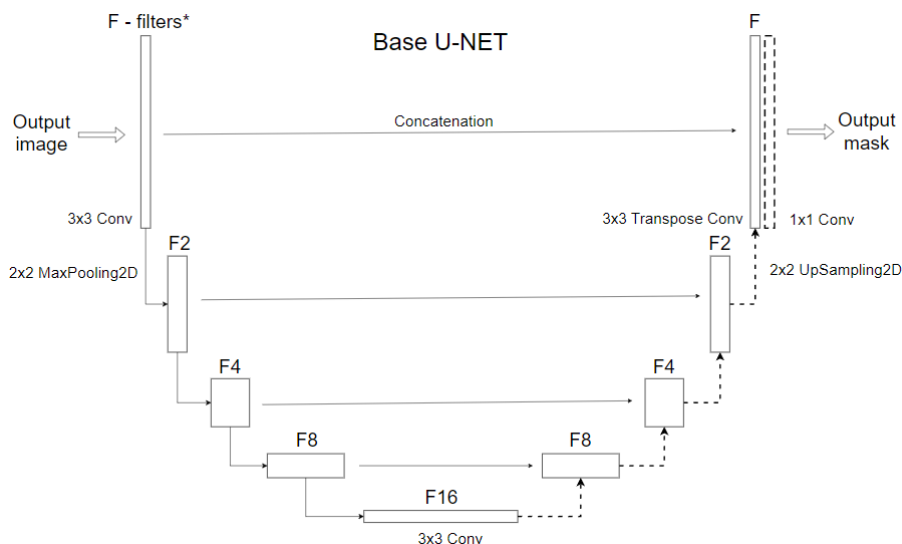 F - filters*
Base U-NET
F
Output
image
Concatenation
Output
mask
3x3 Conv
3x3 Transpose Conv
1x1 Conv
F2
F2
2x2 MaxPooling2D
2x2 UpSampling2D
F4
F4
F8
F8
F16
3x3 Conv